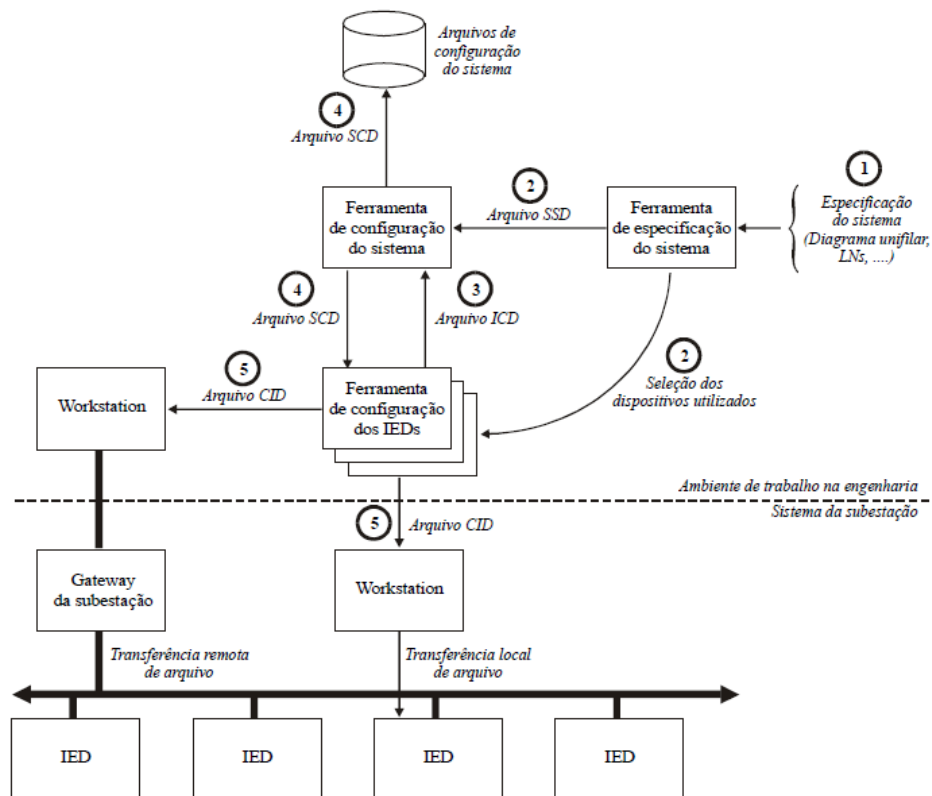 Arquivos de
configuração
do sistema
4
Arquivo SCD
1
2
Arquivo SSD
Ferramenta
de configuração
do sistema
Ferramenta
de especificação
do sistema
Especificação
do sistema
(Diagrama unifilar,
LNs, ....)
4
Arquivo SCD
3
Arquivo ICD
2
Seleção dos
dispositivos utilizados
5
Arquivo CID
Workstation
Ferramenta
de configuração
dos IEDs
Ambiente de trabalho na engenharia
Sistema da subestação
5
Arquivo CID
Gateway
da subestação
Workstation
Transferência remota
de arquivo
Transferência local
de arquivo
IED
IED
IED
IED